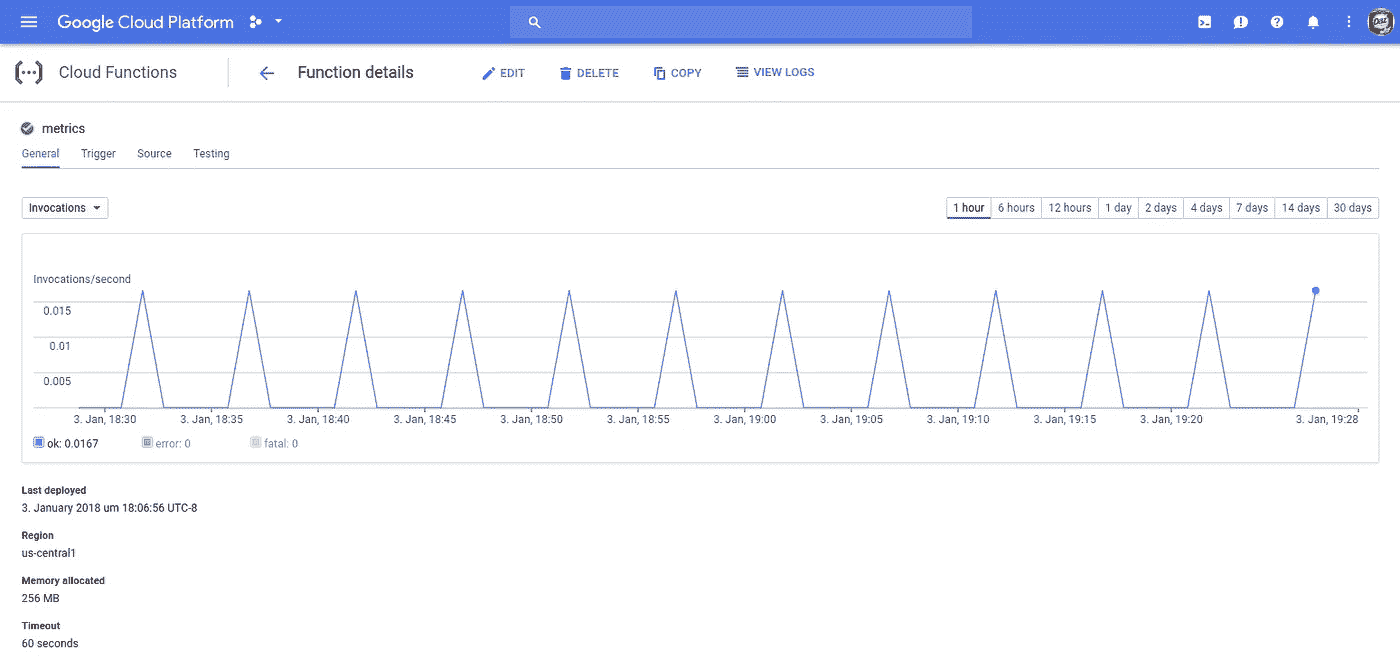 Google Cloud Platform
Cloud Functions Function details EDIT DELETE COPY VIEW LOGS
metrics
General Trigger Source Testing
Invocations 1 hour 6 hours 12 hours 1 day 2 days 4 days 7 days 14 days 30 days
Invocations/second
0.015
0.01
0.005
3. Jan, 18:30 3. Jan, 18:35 3. Jan, 18:40 3. Jan, 18:45 3. Jan, 18:50 3. Jan, 18:55 3. Jan, 19:00 3. Jan, 19:05 3. Jan, 19:10 3. Jan, 19:15 3. Jan, 19:20 3. Jan, 19:28
ok: 0.0167 error: 0 fatal: 0
Last deployed
3. January 2018 um 18:06:56 UTC-8
Region
us-central1
Memory allocated
256 MB
Timeout
60 seconds